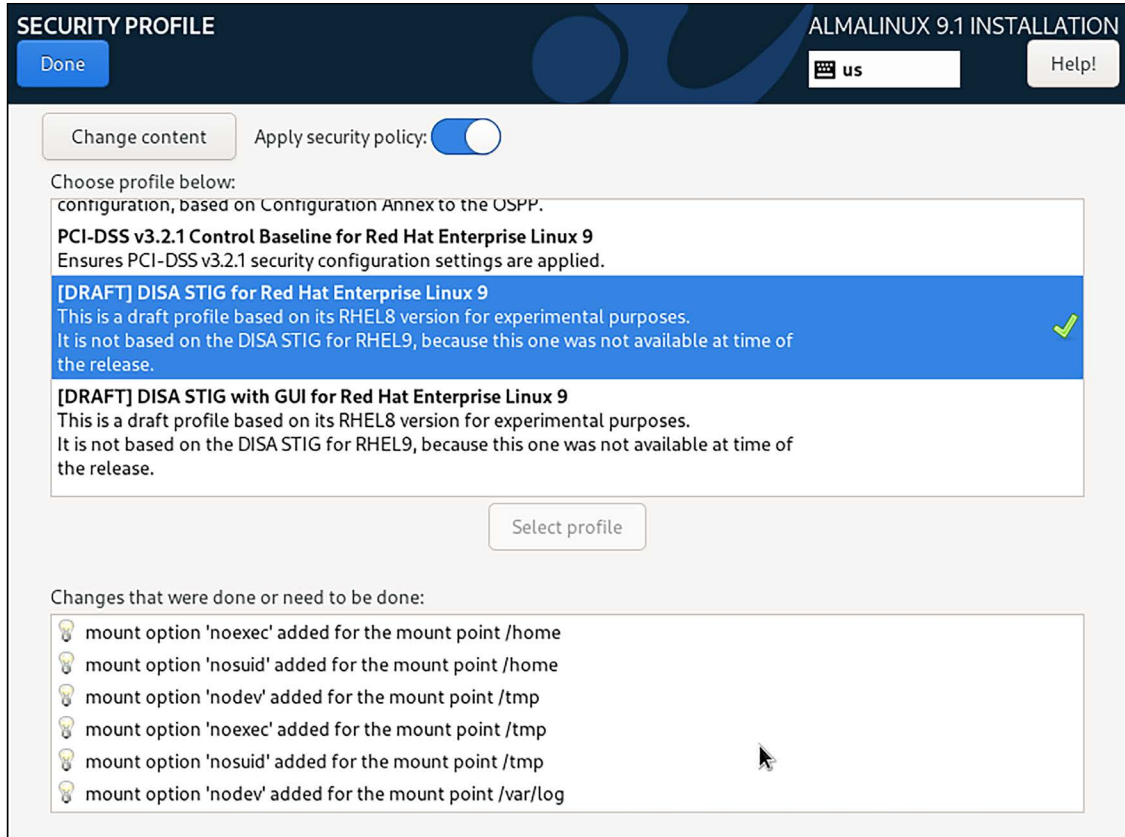 SECURITY PROFILE
ALMALINUX 9.1 INSTALLATION
Done
us
Help!
Change content
Apply security policy:
Choose profile below:
configuration, based on Configuration Annex to the OSPP.
PCI-DSS v3.2.1 Control Baseline for Red Hat Enterprise Linux 9
Ensures PCI-DSS v3.2.1 security configuration settings are applied.
[DRAFT] DISA STIG for Red Hat Enterprise Linux 9
This is a draft profile based on its RHEL8 version for experimental purposes.
It is not based on the DISA STIG for RHEL9, because this one was not available at time of
the release.
[DRAFT] DISA STIG with GUI for Red Hat Enterprise Linux 9
This is a draft profile based on its RHEL8 version for experimental purposes.
It is not based on the DISA STIG for RHEL9, because this one was not available at time of
the release.
Select profile
Changes that were done or need to be done:
mount option 'noexec' added for the mount point /home
mount option 'nosuid' added for the mount point /home
mount option 'nodev' added for the mount point /tmp
mount option 'noexec' added for the mount point /tmp
mount option 'nosuid' added for the mount point /tmp
mount option 'nodev' added for the mount point /var/log